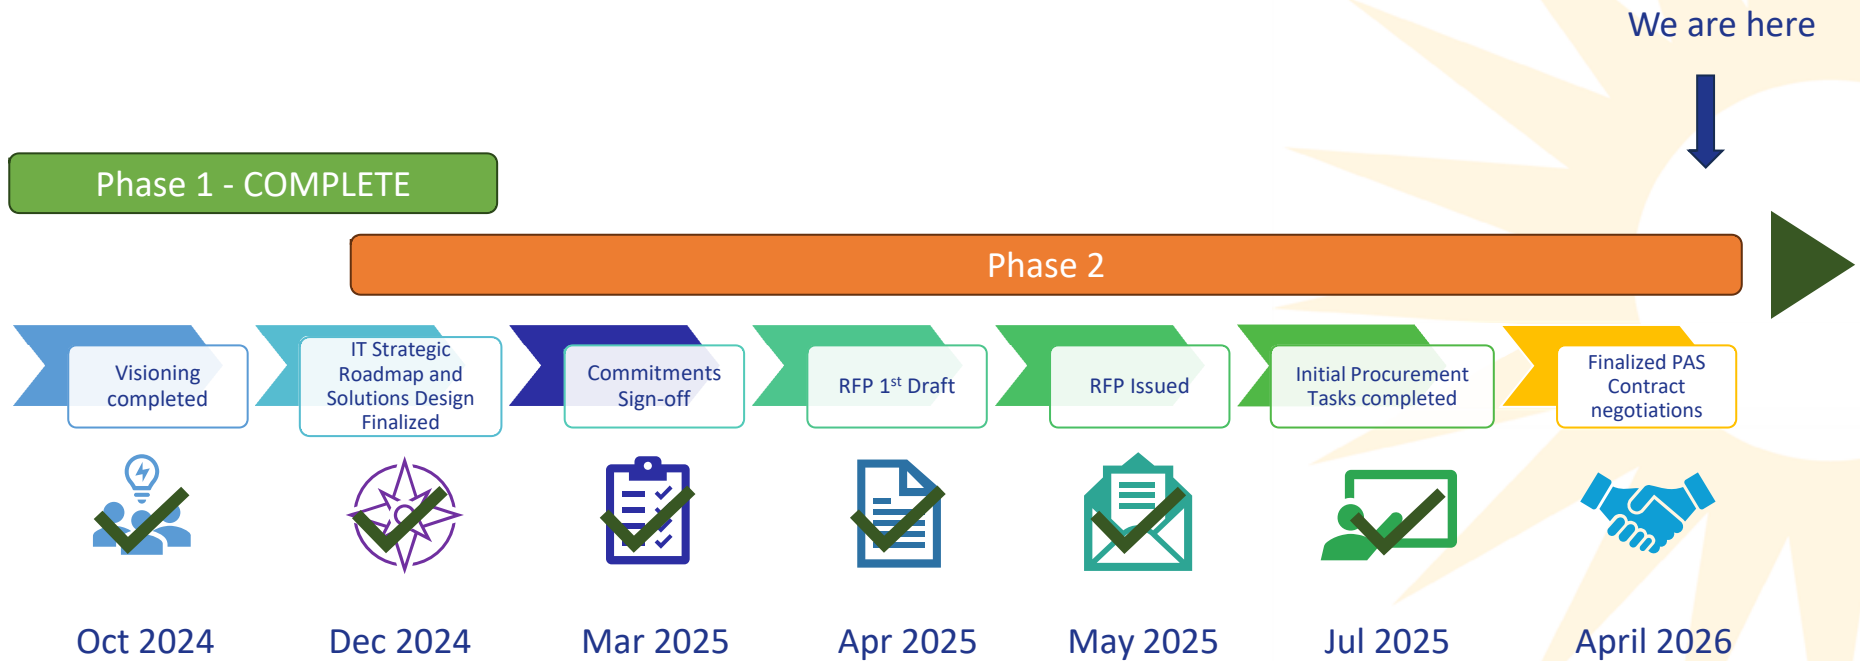 We are here
Phase 1 - COMPLETE
Phase 2
Visioning
completed
IT Strategic
Roadmap and
Solutions Design
Finalized
Commitments
Sign-off
RFP 1st Draft
RFP Issued
Initial Procurement
Tasks completed
Finalized PAS
Contract
negotiations
Oct 2024
Dec 2024
Mar 2025
Apr 2025
May 2025
Jul 2025
April 2026